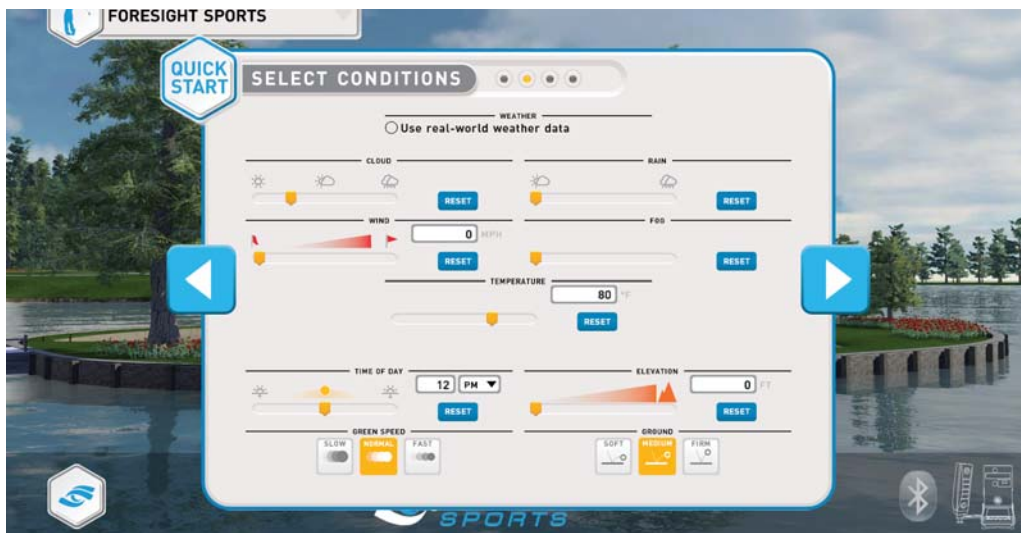 FORESIGHT SPORTS
QUICK
START
SELECT CONDITIONS
WEATHER
Use real-world weather data
CLOUD
RAIN
RESET
RESET
WIND
FOG
0 MPH
RESET
RESET
TEMPERATURE
80 °F
RESET
TIME OF DAY
ELEVATION
12 PM
0 FT
RESET
RESET
GREEN SPEED
GROUND
SLOW NORMAL FAST
SOFT MEDIUM FIRM
SPORTS